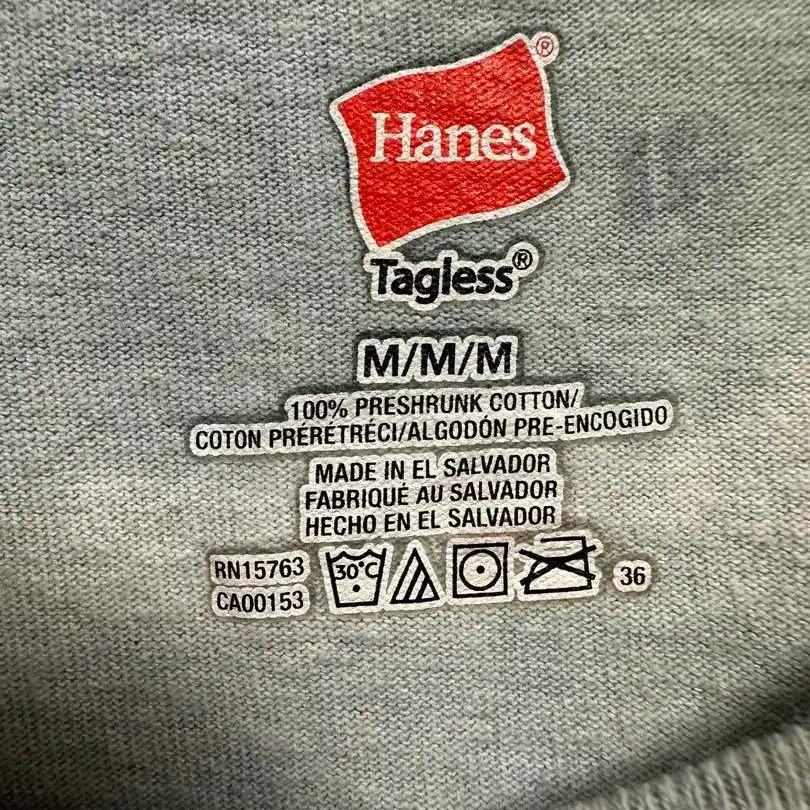 Hanes®
Tagless®
M/M/M
100% PRESHRUNK COTTON/
COTON PRÉRÉTRÉCI/ALGODÓN PRE-ENCOGIDO
MADE IN EL SALVADOR
FABRIQUÉ AU SALVADOR
HECHO EN EL SALVADOR
RN15763
CA00153
30°C
36